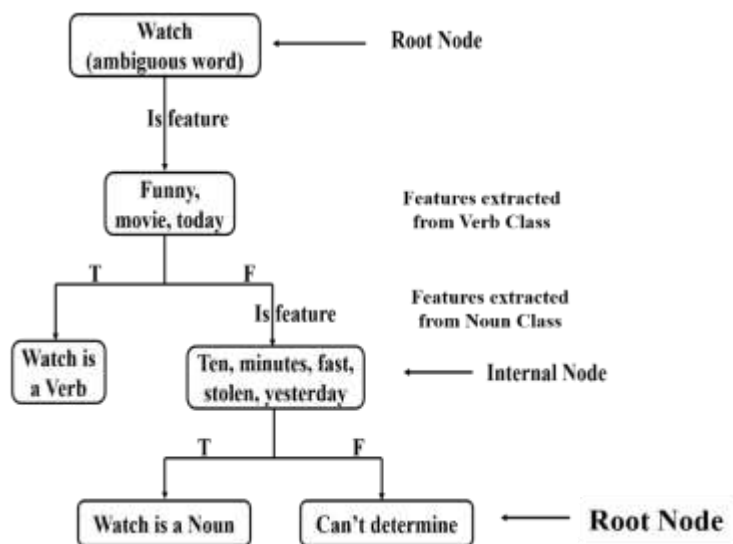 Watch
(ambiguous word)
Root Node
Is feature
Funny,
movie, today
Features extracted
from Verb Class
T
F
Is feature
Features extracted
from Noun Class
Watch is
a Verb
Ten, minutes, fast,
stolen, yesterday
Internal Node
T
F
Watch is a Noun
Can't determine
Root Node